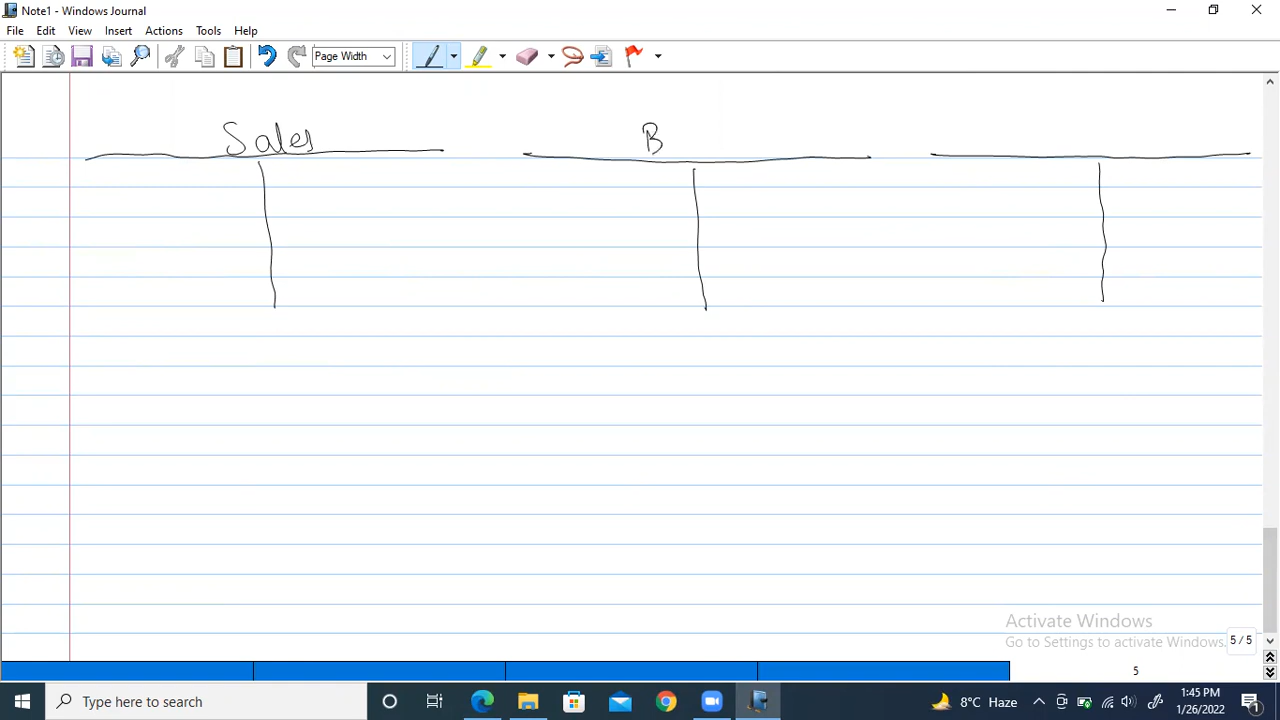 Note1 - Windows Journal
File Edit View Insert Actions Tools Help
Page Width
Sales B
Activate Windows
Go to Settings to activate Windows.
5 / 5
5
Type here to search
8°C Haze
1:45 PM
1/26/2022
1